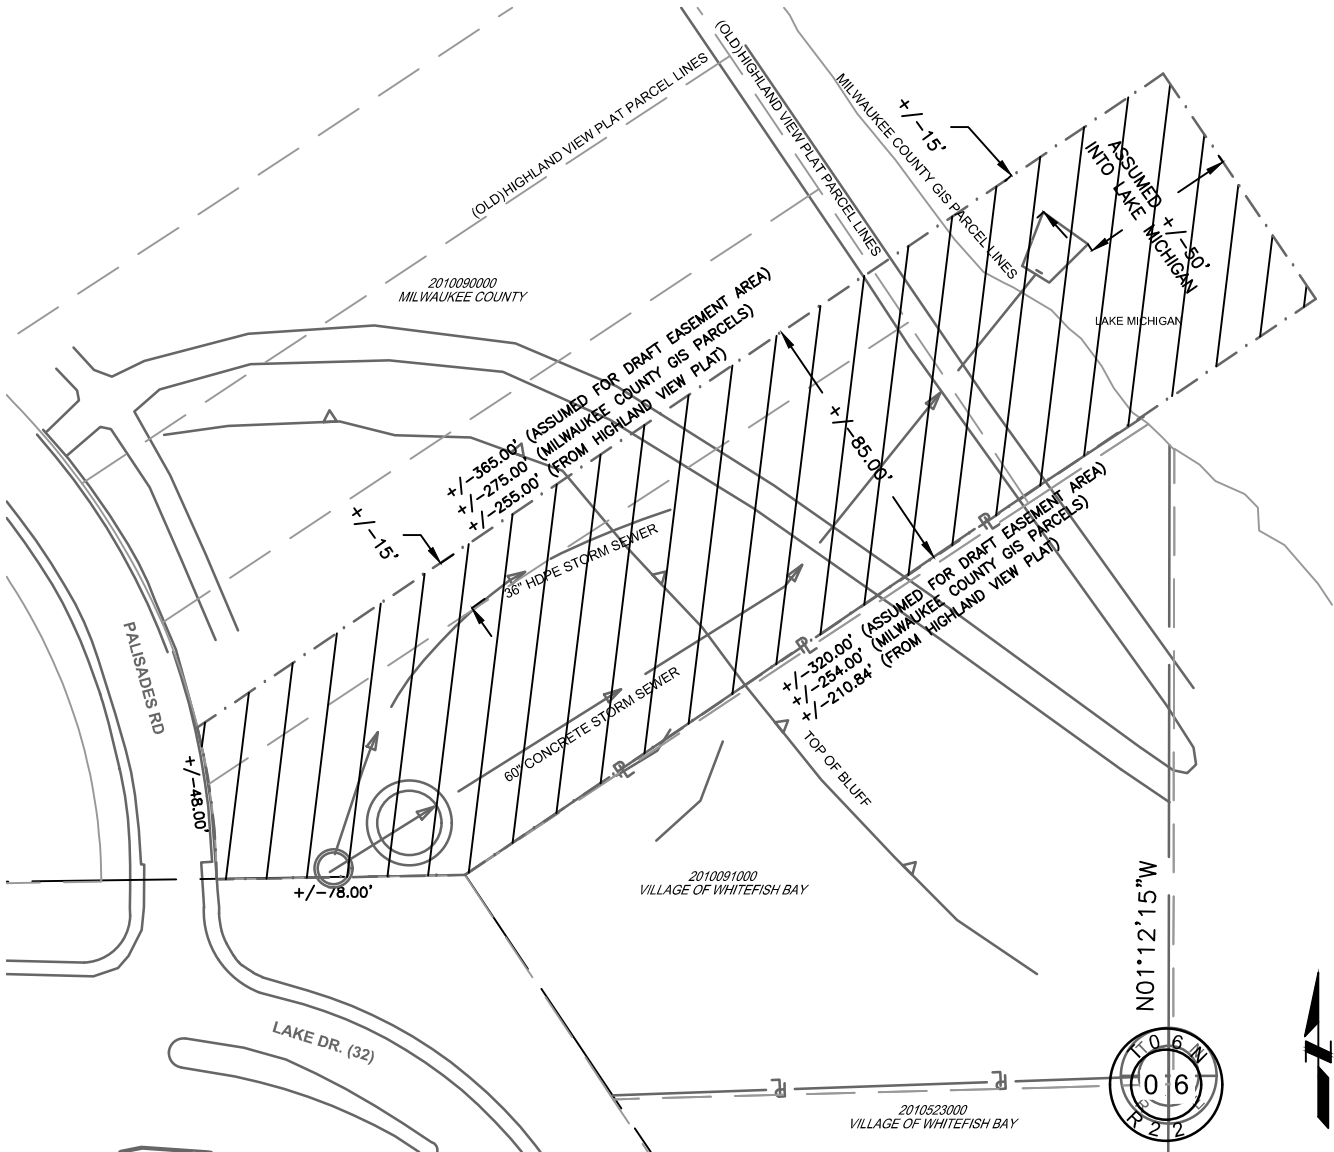 (OLD)HIGHLAND VIEW PLAT PARCEL LINES
(OLD)HIGHLAND VIEW PLAT PARCEL LINES
MILWAUKEE COUNTY GIS PARCEL LINES
+/-15'
ASSUMED +/-50'
INTO LAKE MICHIGAN
LAKE MICHIGAN
2010090000
MILWAUKEE COUNTY
+/-365.00' (ASSUMED FOR DRAFT EASEMENT AREA)
+/-275.00' (MILWAUKEE COUNTY GIS PARCELS)
+/-255.00' (FROM HIGHLAND VIEW PLAT)
+/-85.00'
+/-15'
36" HDPE STORM SEWER
60" CONCRETE STORM SEWER
+/-320.00' (ASSUMED FOR DRAFT EASEMENT AREA)
+/-254.00' (MILWAUKEE COUNTY GIS PARCELS)
+/-210.84' (FROM HIGHLAND VIEW PLAT)
PALISADES RD
+/-48.00'
+/-78.00'
TOP OF BLUFF
2010091000
VILLAGE OF WHITEFISH BAY
N01°12'15"W
LAKE DR. (32)
T06N
06
R22
2010523000
VILLAGE OF WHITEFISH BAY